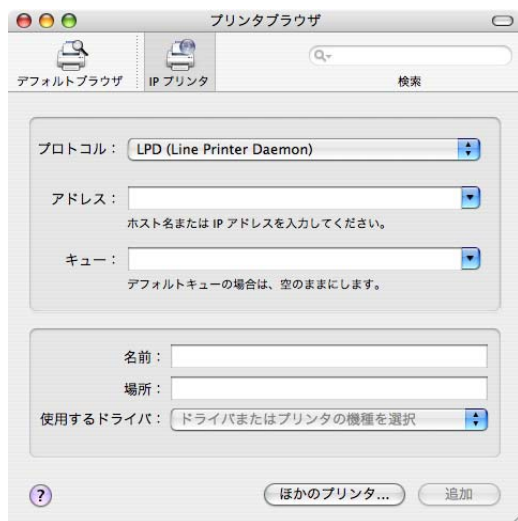 プリンタブラウザ
デフォルトブラウザ
IP プリンタ
検索
プロトコル：
LPD (Line Printer Daemon)
アドレス：
ホスト名または IP アドレスを入力してください。
キュー：
デフォルトキューの場合は、空のままにします。
名前：
場所：
使用するドライバ：
ドライバまたはプリンタの機種を選択
?
ほかのプリンタ...
追加